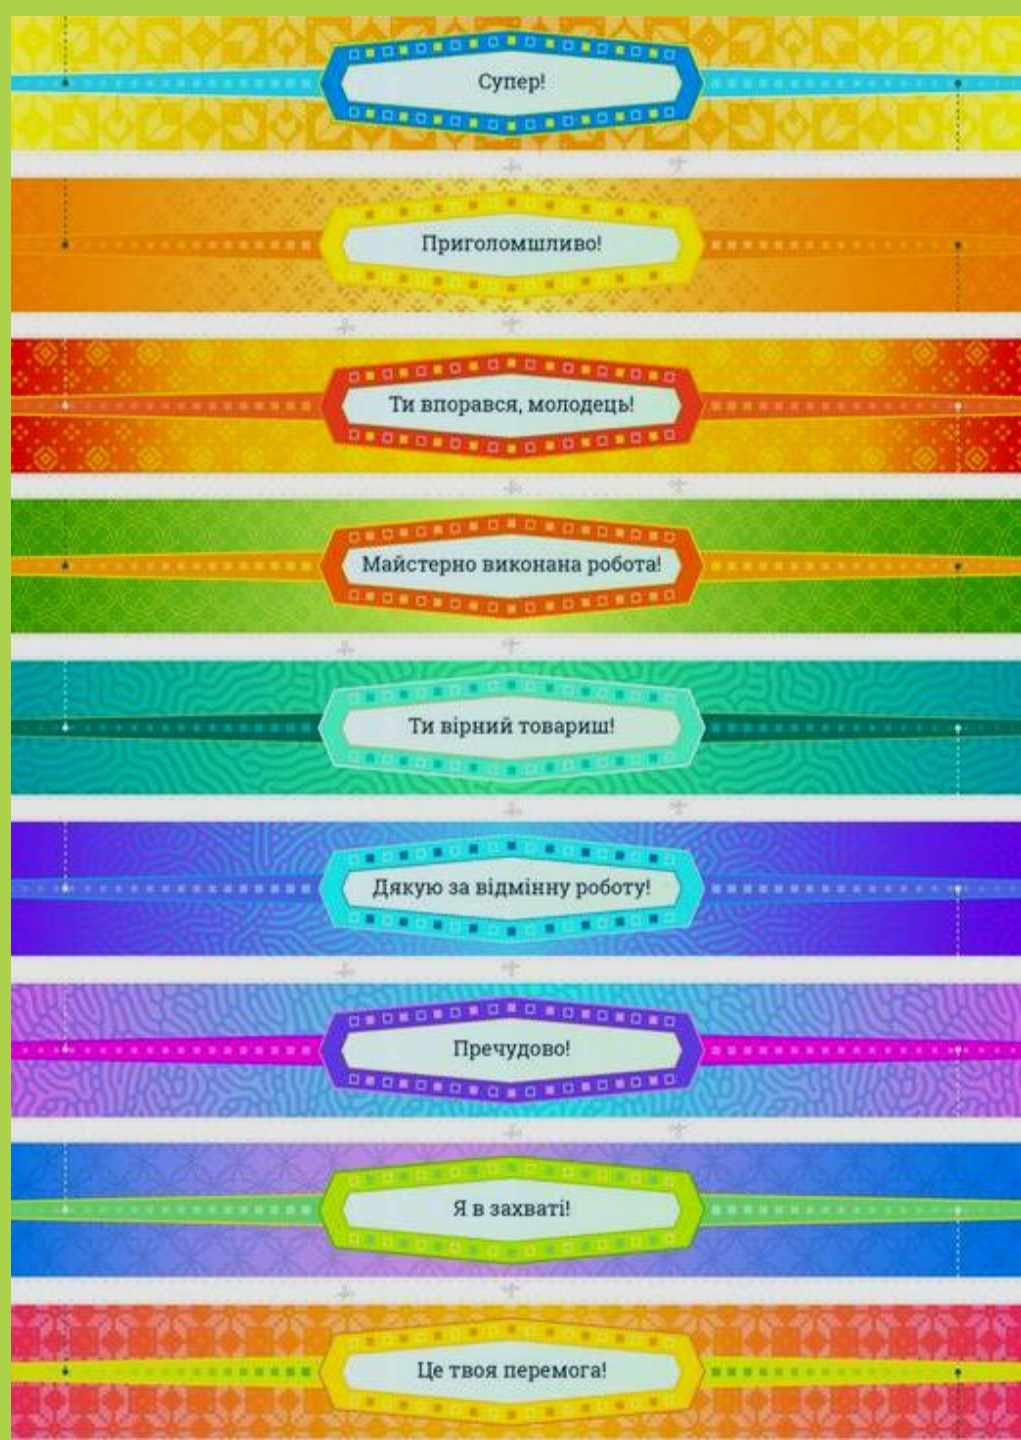 Супер!
Приголомшливо!
Ти впорався, молодець!
Майстерно виконана робота!
Ти вірний товариш!
Дякую за відмінну роботу!
Пречудово!
Я в захваті!
Це твоя перемога!